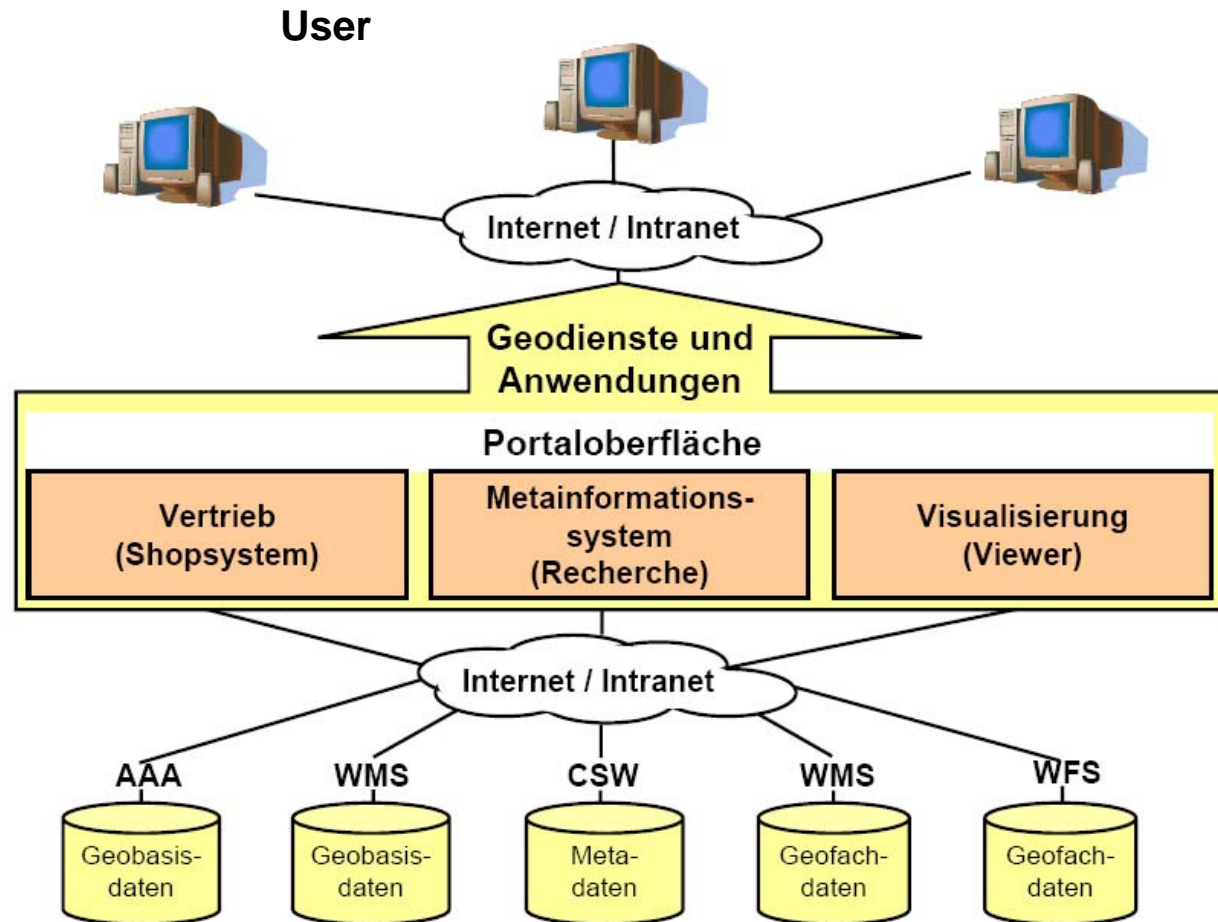 User
Internet / Intranet
Geodienste und
Anwendungen
Portaloberfläche
Vertrieb
(Shopsystem)
Metainformations-
system
(Recherche)
Visualisierung
(Viewer)
Internet / Intranet
AAA
WMS
CSW
WMS
WFS
Geobasis-
daten
Geobasis-
daten
Meta-
daten
Geofach-
daten
Geofach-
daten